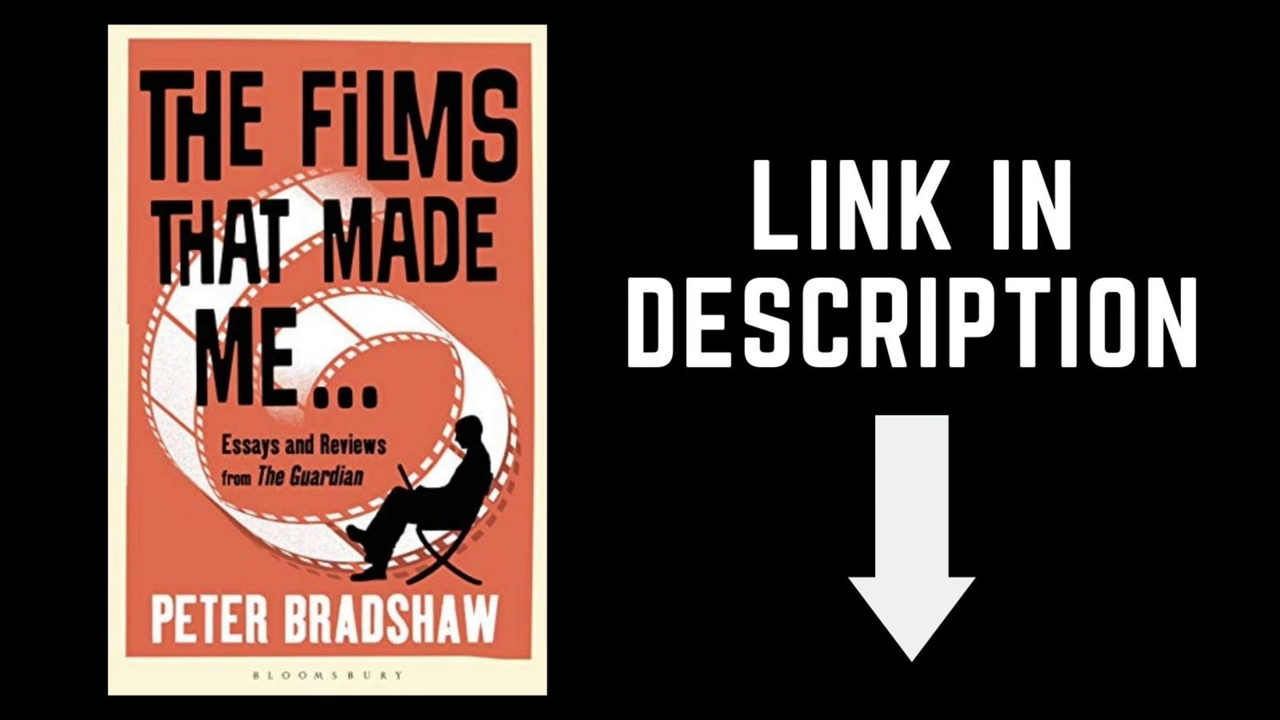 THE FiLMS
THAT MADE
ME...
Essays and Reviews
from The Guardian
PETER BRADSHAW
BLOOMSBURY
LINK IN
DESCRIPTION